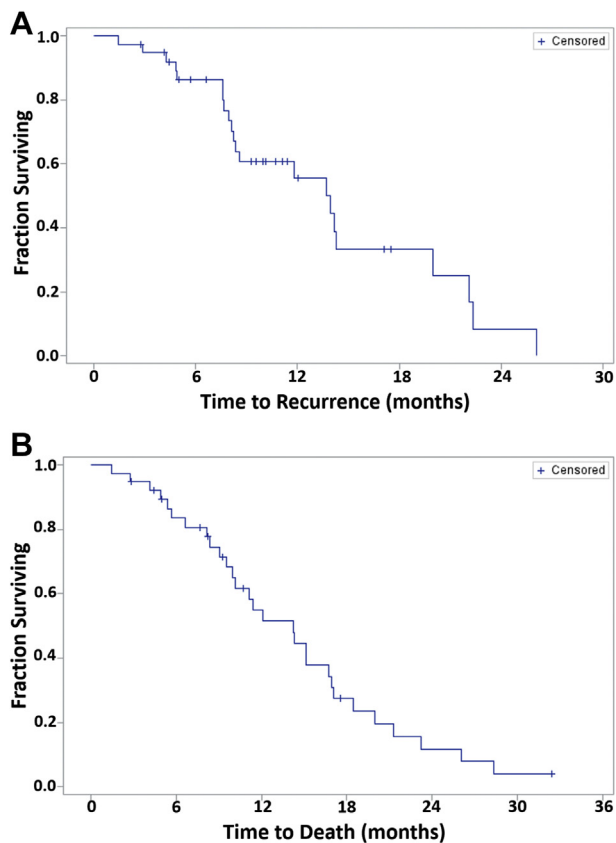 A
+ Censored
1.0
0.8
0.6
0.4
0.2
0.0
Fraction Surviving
0 6 12 18 24 30
Time to Recurrence (months)
B
+ Censored
1.0
0.8
0.6
0.4
0.2
0.0
Fraction Surviving
0 6 12 18 24 30 36
Time to Death (months)